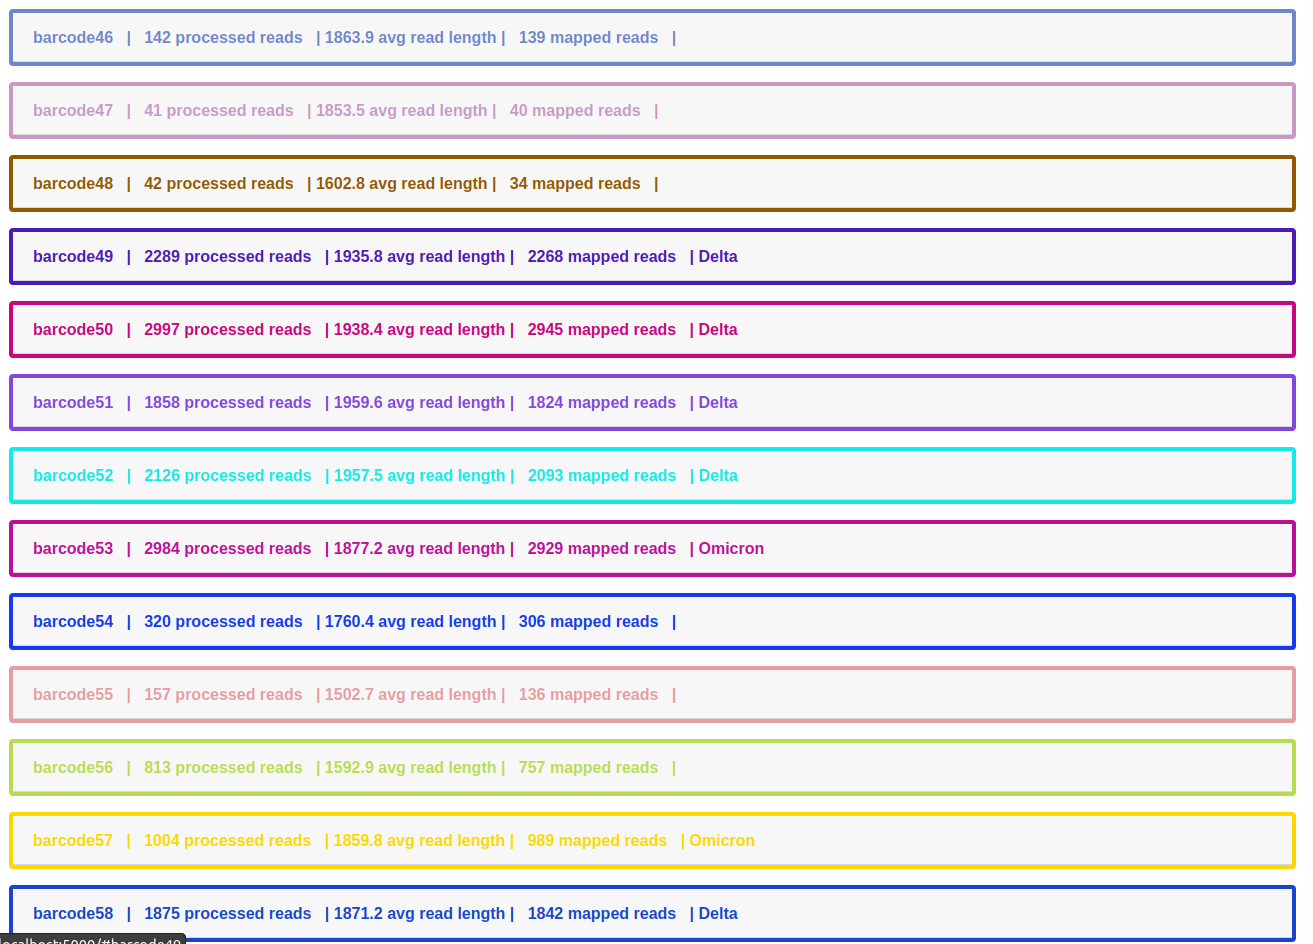 barcode46 | 142 processed reads | 1863.9 avg read length | 139 mapped reads |
barcode47 | 41 processed reads | 1853.5 avg read length | 40 mapped reads |
barcode48 | 42 processed reads | 1602.8 avg read length | 34 mapped reads |
barcode49 | 2289 processed reads | 1935.8 avg read length | 2268 mapped reads | Delta
barcode50 | 2997 processed reads | 1938.4 avg read length | 2945 mapped reads | Delta
barcode51 | 1858 processed reads | 1959.6 avg read length | 1824 mapped reads | Delta
barcode52 | 2126 processed reads | 1957.5 avg read length | 2093 mapped reads | Delta
barcode53 | 2984 processed reads | 1877.2 avg read length | 2929 mapped reads | Omicron
barcode54 | 320 processed reads | 1760.4 avg read length | 306 mapped reads |
barcode55 | 157 processed reads | 1502.7 avg read length | 136 mapped reads |
barcode56 | 813 processed reads | 1592.9 avg read length | 757 mapped reads |
barcode57 | 1004 processed reads | 1859.8 avg read length | 989 mapped reads | Omicron
barcode58 | 1875 processed reads | 1871.2 avg read length | 1842 mapped reads | Delta